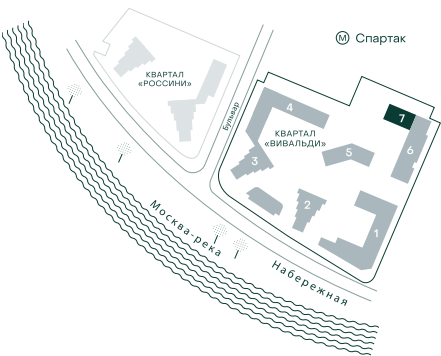 М Спартак
КВАРТАЛ
«РОССИНИ»
Бульвар
4
7
КВАРТАЛ
«ВИВАЛЬДИ»
5
6
3
2
1
Москва-река
Набережная